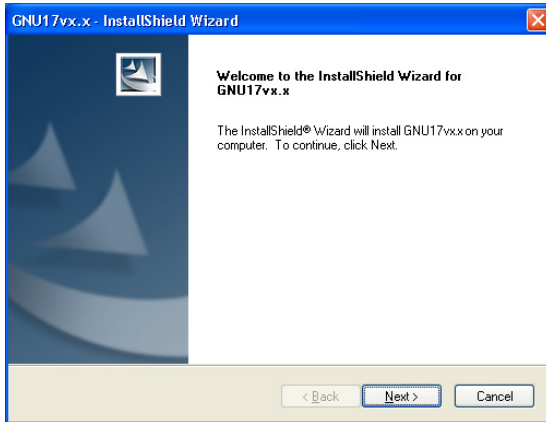 GNU17vx.x - InstallShield Wizard
Welcome to the InstallShield Wizard for
GNU17vx.x
The InstallShield® Wizard will install GNU17vx.x on your
computer. To continue, click Next.
< Back
Next >
Cancel